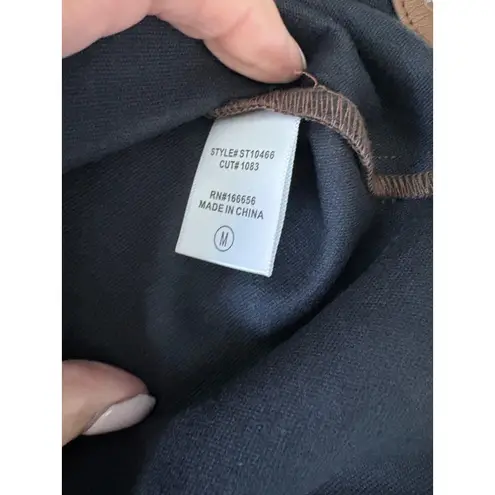 STYLE# ST10466
CUT# 1083
RN#166656
MADE IN CHINA
M